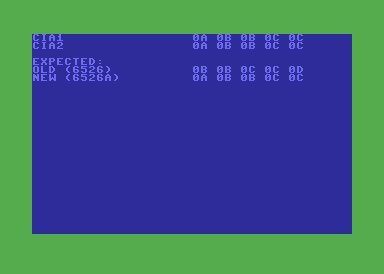 CIA1 0A 0B 0B 0C 0C
CIA2 0A 0B 0B 0C 0C
EXPECTED:
OLD (6526) 0B 0B 0C 0C 0D
NEW (6526A) 0A 0B 0B 0C 0C